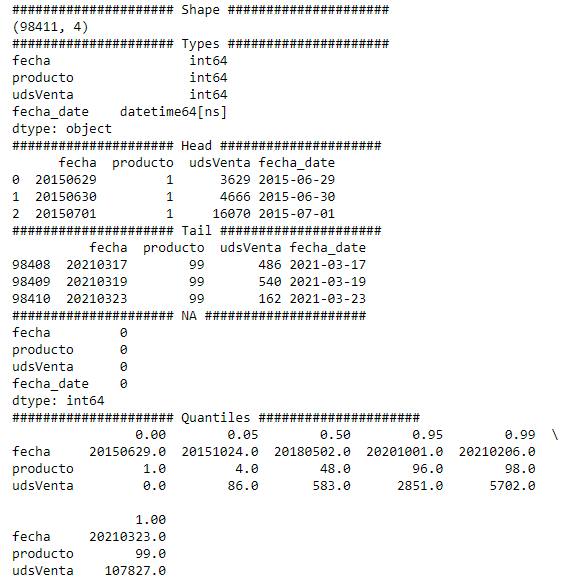 ##################### Shape #####################
(98411, 4)
##################### Types #####################
fecha                  int64
producto               int64
udsVenta               int64
fecha_date    datetime64[ns]
dtype: object
##################### Head #####################
      fecha  producto  udsVenta fecha_date
0  20150629         1      3629 2015-06-29
1  20150630         1      4666 2015-06-30
2  20150701         1     16070 2015-07-01
##################### Tail #####################
          fecha  producto  udsVenta fecha_date
98408  20210317        99       486 2021-03-17
98409  20210319        99       540 2021-03-19
98410  20210323        99       162 2021-03-23
##################### NA #####################
fecha         0
producto      0
udsVenta      0
fecha_date    0
dtype: int64
##################### Quantiles #####################
                0.00        0.05        0.50        0.95        0.99  \
fecha     20150629.0  20151024.0  20180502.0  20201001.0  20210206.0
producto         1.0         4.0        48.0        96.0        98.0
udsVenta         0.0        86.0       583.0      2851.0      5702.0
                1.00
fecha     20210323.0
producto        99.0
udsVenta    107827.0